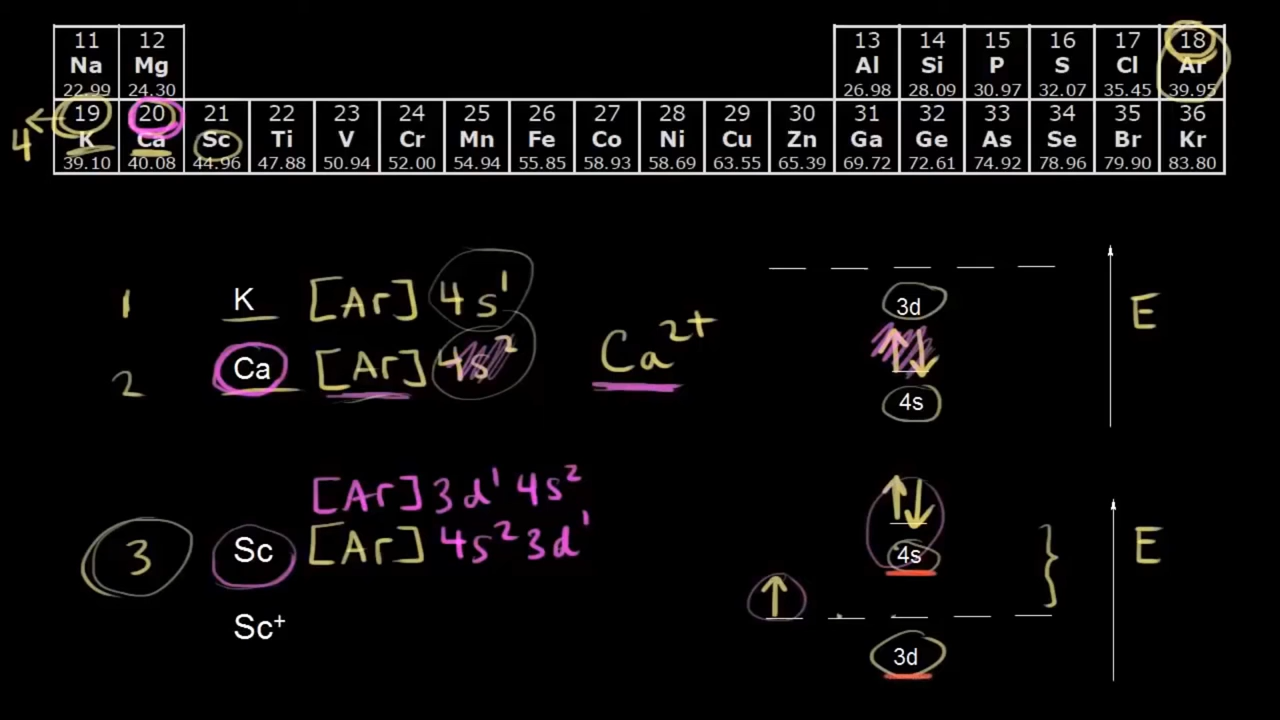 11 12 13 14 15 16 17 18
Na Mg Al Si P S Cl Ar
22.99 24.30 26.98 28.09 30.97 32.07 35.45 39.95
4 19 20 21 22 23 24 25 26 27 28 29 30 31 32 33 34 35 36
K Ca Sc Ti V Cr Mn Fe Co Ni Cu Zn Ga Ge As Se Br Kr
39.10 40.08 44.96 47.88 50.94 52.00 54.94 55.85 58.93 58.69 63.55 65.39 69.72 72.61 74.92 78.96 79.90 83.80
1 K [Ar] 4s¹
2 Ca [Ar] 4s² Ca²⁺
3d
4s
E
[Ar] 3d¹ 4s²
3 Sc [Ar] 4s² 3d¹
Sc⁺
4s
3d
E